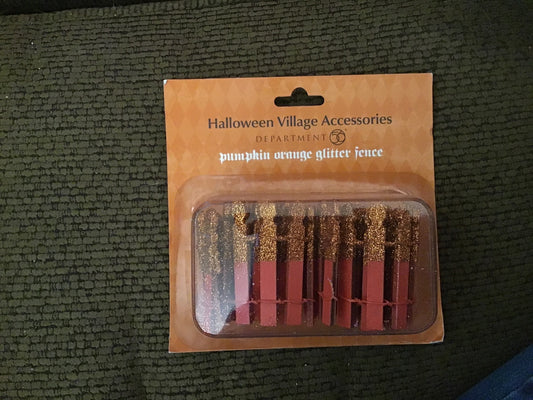 Halloween Village Accessories
DEPARTMENT 56
pumpkin orange glitter fence